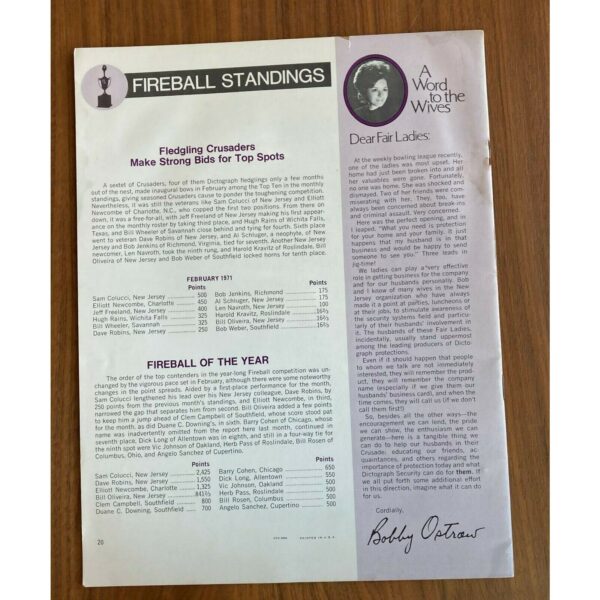 FIREBALL STANDINGS
Fledgling Crusaders
Make Strong Bids for Top Spots
A sextet of Crusaders, four of them Dictograph fledglings only a few months
out of the nest, made inaugural bows in February among the Top Ten in the monthly
standings, giving seasoned Crusaders cause to ponder the toughening competition.
Nevertheless, it was still the veterans like Sam Colucci of New Jersey and Elliott
Newcombe of Charlotte, N.C., who copped the first two positions. From there on
down, it was a free-for-all, with Jeff Freeland of New Jersey making his first appear-
ance on the monthly roster by taking third place, and Hugh Rains of Wichita Falls,
Texas, and Bill Wheeler of Savannah close behind and tying for fourth. Sixth place
went to veteran Dave Robins of New Jersey, and Al Schluger, a neophyte, of New
Jersey and Bob Jenkins of Richmond, Virginia, tied for seventh. Another New Jersey
newcomer, Len Navroth, took the ninth rung, and Harold Kravitz of Roslindale, Bill
Oliveira of New Jersey and Bob Weber of Southfield locked horns for tenth place.
FEBRUARY 1971
Points
Sam Colucci, New Jersey 500
Elliott Newcombe, Charlotte 450
Jeff Freeland, New Jersey 400
Hugh Rains, Wichita Falls 325
Bill Wheeler, Savannah 325
Dave Robins, New Jersey 250
Points
Bob Jenkins, Richmond 175
Al Schluger, New Jersey 175
Len Navroth, New Jersey 100
Harold Kravitz, Roslindale 16⅔
Bill Oliveira, New Jersey 16⅔
Bob Weber, Southfield 16⅔
FIREBALL OF THE YEAR
The order of the top contenders in the year-long Fireball competition was un-
changed by the vigorous pace set in February, although there were some noteworthy
changes in the point spreads. Aided by a first-place performance for the month,
Sam Colucci lengthened his lead over his New Jersey colleague, Dave Robins, by
250 points from the previous month's standings, and Elliott Newcombe, in third,
narrowed the gap that separates him from second. Bill Oliveira added a few points
to keep him a jump ahead of Clem Campbell of Southfield, whose score stood pat
for the month, as did Duane C. Downing's, in sixth. Barry Cohen of Chicago, whose
name was inadvertently omitted from the report here last month, continued in
seventh place, Dick Long of Allentown was in eighth, and still in a four-way tie for
the ninth spot were Vic Johnson of Oakland, Herb Pass of Roslindale, Bill Rosen of
Columbus, Ohio, and Angelo Sanchez of Cupertino.
Points
Sam Colucci, New Jersey 2,425
Dave Robins, New Jersey 1,550
Elliott Newcombe, Charlotte 1,325
Bill Oliveira, New Jersey 841⅔
Clem Campbell, Southfield 800
Duane C. Downing, Southfield 700
Points
Barry Cohen, Chicago 650
Dick Long, Allentown 550
Vic Johnson, Oakland 500
Herb Pass, Roslindale 500
Bill Rosen, Columbus 500
Angelo Sanchez, Cupertino 500
20
PRINTED IN U.S.A.
A
Word
to the
Wives
Dear Fair Ladies:
At the weekly bowling league recently,
one of the ladies was most upset. Her
home had just been broken into and all
her valuables were gone. Fortunately,
no one was home. She was shocked and
dismayed. Two of her friends were com-
miserating with her. They, too, have
always been concerned about break ins
and criminal assault. Very concerned.
Here was the perfect opening, and in
I leaped. "What you need is protection
for your home and your family. It just
happens that my husband is in that
business and would be happy to send
someone to see you." Three leads in
jig-time!
We ladies can play a very effective
role in getting business for the company
and for our husbands personally. Bob
and I know of many wives in the New
Jersey organization who have always
made it a point at parties, luncheons or
at their jobs, to stimulate awareness of
the security systems field and particu-
larly of their husbands' involvement in
it. The husbands of these Fair Ladies,
incidentally, usually stand uppermost
among the leading producers of Dicto-
graph protections.
Even if it should happen that people
to whom we talk are not immediately
interested, they will remember the prod-
uct, they will remember the company
name (especially if we give them our
husbands' business card), and when the
time comes, they will call us (if we don't
call them first!)
So, besides all the other ways—the
encouragement we can lend, the pride
we can show, the enthusiasm we can
generate—here is a tangible thing we
can do to help our husbands in their
Crusade: educating our friends, ac-
quaintances, and others regarding the
importance of protection today and what
Dictograph Security can do for them. If
we all put forth some additional effort
in this direction, imagine what it can do
for us.
Cordially,
Bobby Ostrow